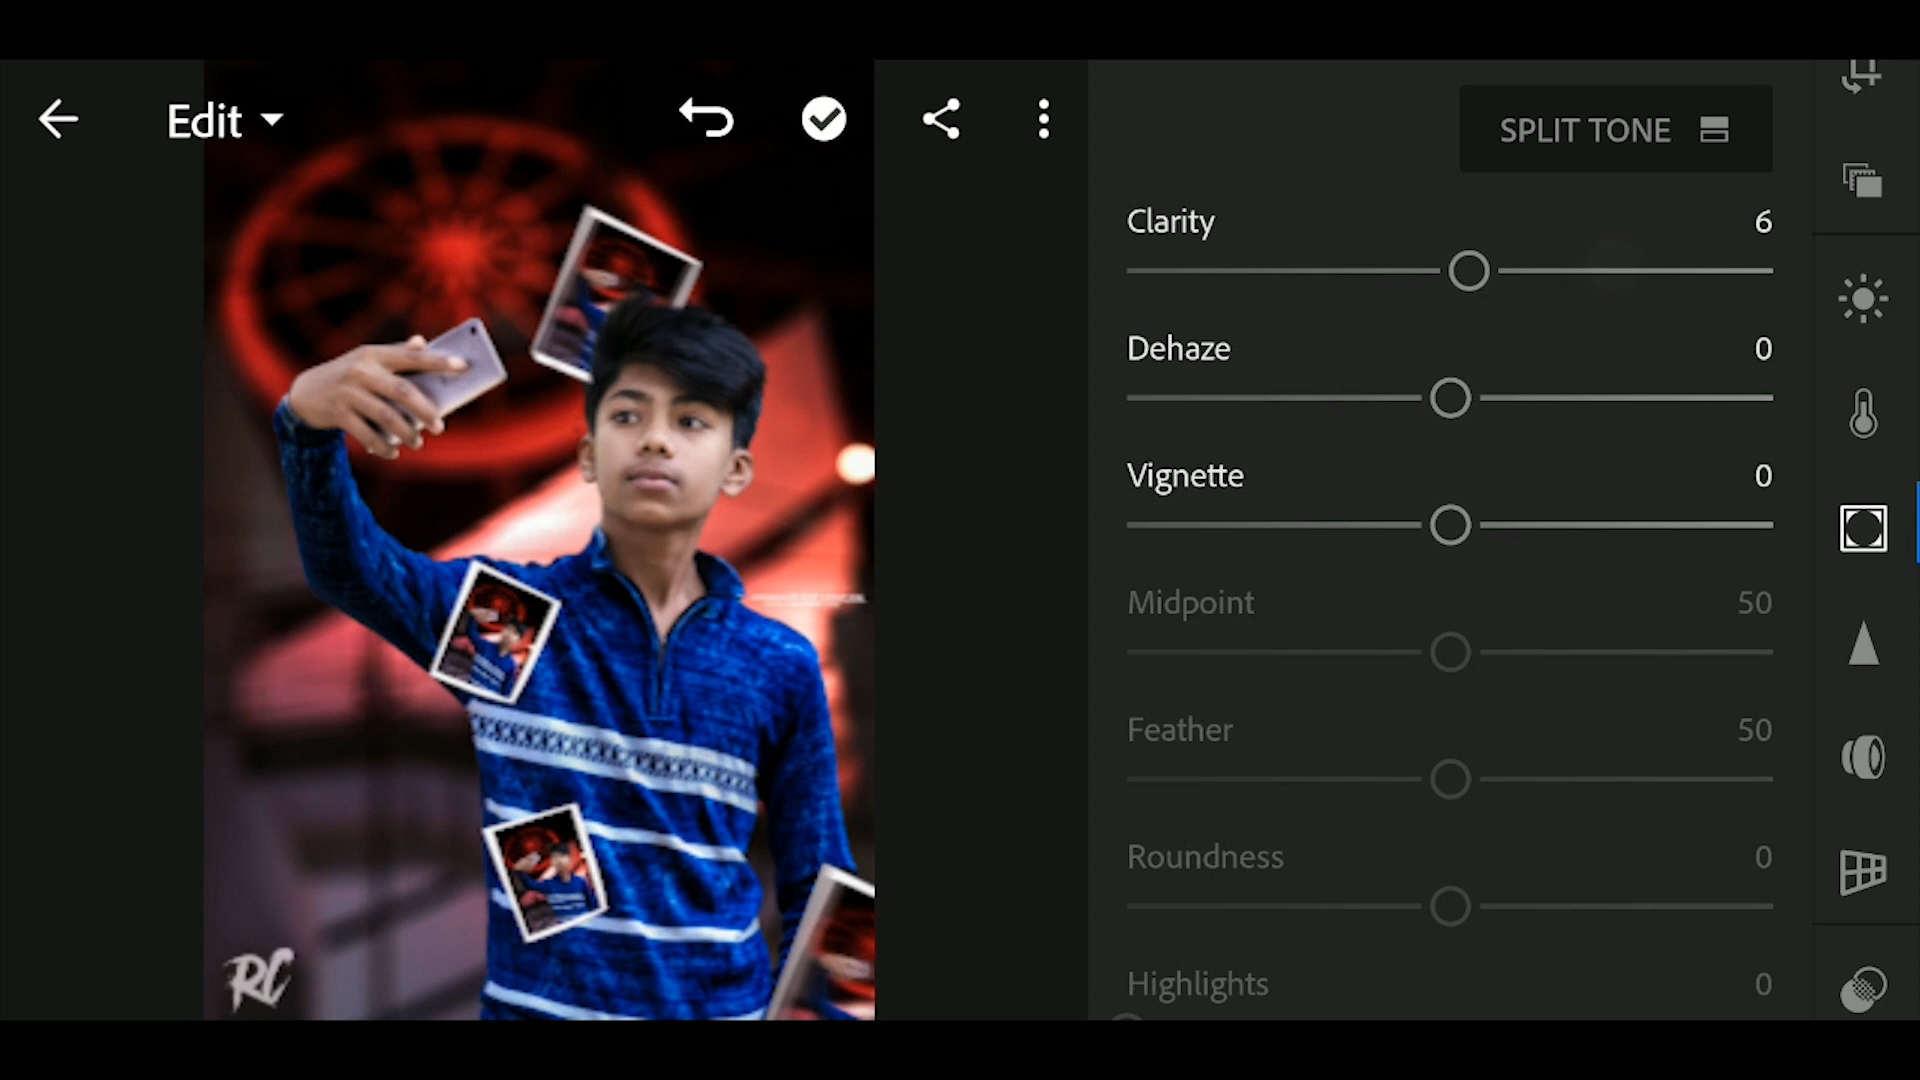 Edit
SPLIT TONE
Clarity 6
Dehaze 0
Vignette 0
Midpoint 50
Feather 50
Roundness 0
Highlights 0
RC